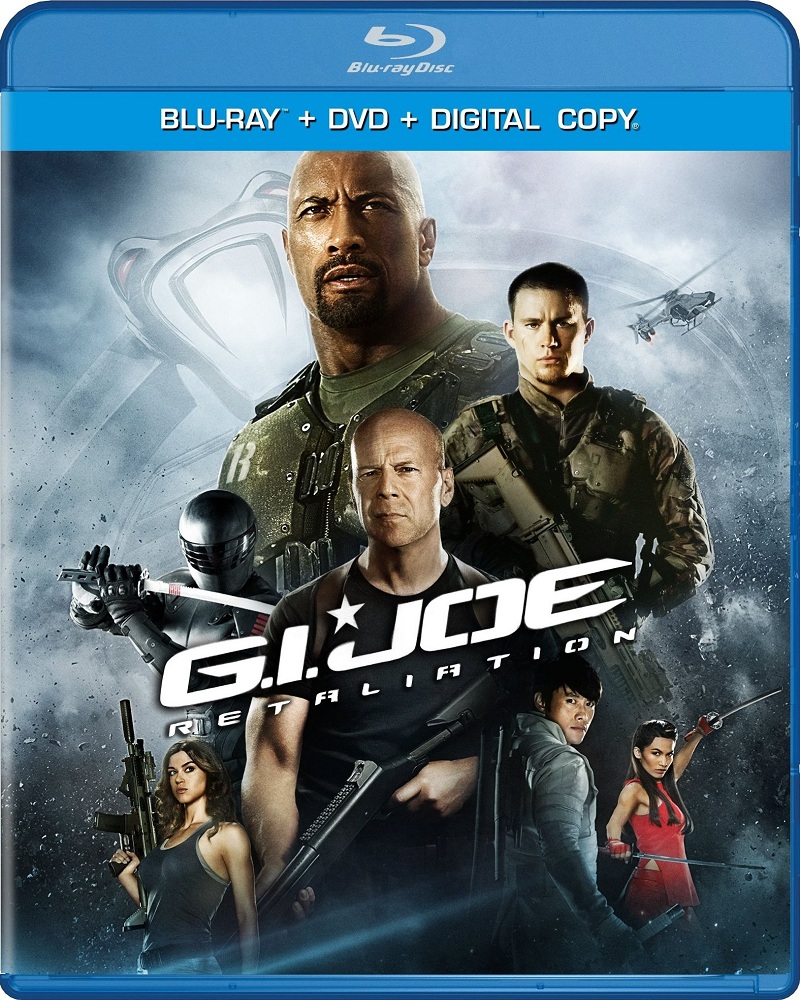 Blu-ray Disc
BLU-RAY™ + DVD + DIGITAL COPY®
R
G.I. JOE
RETALIATION